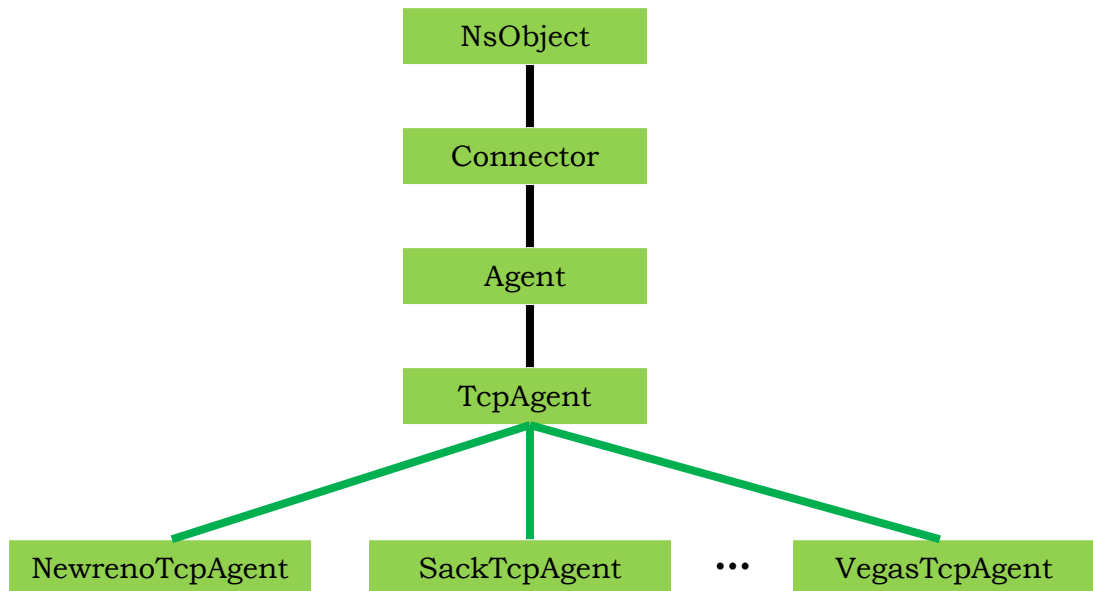 NsObject
Connector
Agent
TcpAgent
NewrenoTcpAgent SackTcpAgent ... VegasTcpAgent